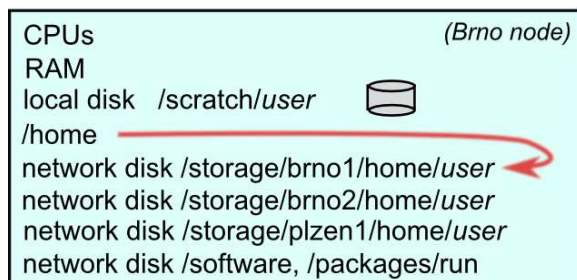 CPUs (Brno node)
RAM
local disk /scratch/user
/home
network disk /storage/brno1/home/user
network disk /storage/brno2/home/user
network disk /storage/plzen1/home/user
network disk /software, /packages/run